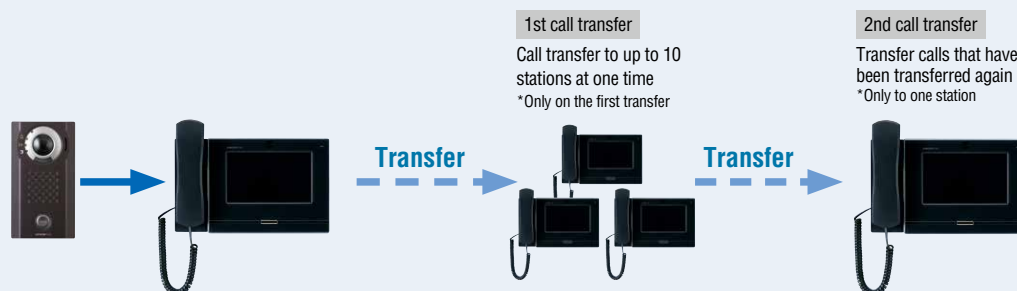 1st call transfer
Call transfer to up to 10
stations at one time
*Only on the first transfer
2nd call transfer
Transfer calls that have
been transferred again
*Only to one station
Transfer
Transfer